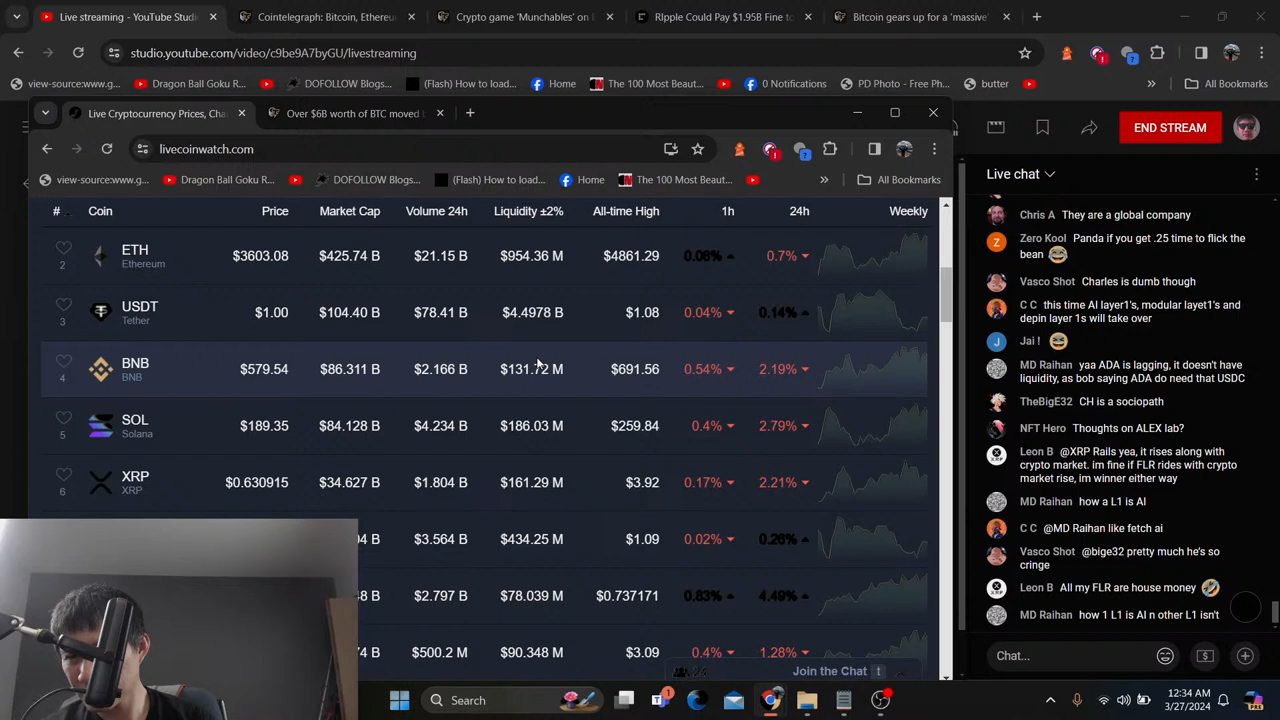 Live streaming - YouTube Studi
Cointelegraph: Bitcoin, Ethereur
Crypto game 'Munchables' on E
RIpple Could Pay $1.95B Fine to
Bitcoin gears up for a 'massive'
studio.youtube.com/video/c9be9A7byGU/livestreaming
view-source:www.g...
Dragon Ball Goku R...
DOFOLLOW Blogs...
(Flash) How to load...
Home
The 100 Most Beaut...
0 Notifications
PD Photo - Free Ph...
butter
All Bookmarks
Live Cryptocurrency Prices, Cha
Over $6B worth of BTC moved
livecoinwatch.com
view-source:www.g...
Dragon Ball Goku R...
DOFOLLOW Blogs...
(Flash) How to load...
Home
The 100 Most Beaut...
All Bookmarks
END STREAM
# Coin Price Market Cap Volume 24h Liquidity ±2% All-time High 1h 24h Weekly
2 ETH Ethereum $3603.08 $425.74 B $21.15 B $954.36 M $4861.29 0.08% 0.7%
3 USDT Tether $1.00 $104.40 B $78.41 B $4.4978 B $1.08 0.04% 0.14%
4 BNB BNB $579.54 $86.311 B $2.166 B $691.56 0.54% 2.19%
5 SOL Solana $189.35 $84.128 B $4.234 B $186.03 M $259.84 0.4% 2.79%
6 XRP XRP $0.630915 $34.627 B $1.804 B $161.29 M $3.92 0.17% 2.21%
B $3.564 B $434.25 M $1.09 0.02% 0.26%
B $2.797 B $78.039 M $0.737171 0.83% 4.49%
B $500.2 M $90.348 M $3.09 0.4% 1.28%
Join the Chat t
Live chat
Chris A They are a global company
Zero Kool Panda if you get .25 time to flick the
bean 😂
Vasco Shot Charles is dumb though
C C this time AI layer1's, modular layet1's and
depin layer 1s will take over
Jai ! 😆
MD Raihan yaa ADA is lagging, it doesn't have
liquidity, as bob saying ADA do need that USDC
TheBigE32 CH is a sociopath
NFT Hero Thoughts on ALEX lab?
Leon B @XRP Rails yea, it rises along with
crypto market. im fine if FLR rides with crypto
market rise, im winner either way
MD Raihan how a L1 is AI
C C @MD Raihan like fetch ai
Vasco Shot @bige32 pretty much he's so
cringe
Leon B All my FLR are house money 🤣
MD Raihan how 1 L1 is AI n other L1 isn't
Chat...
Search
12:34 AM
3/27/2024